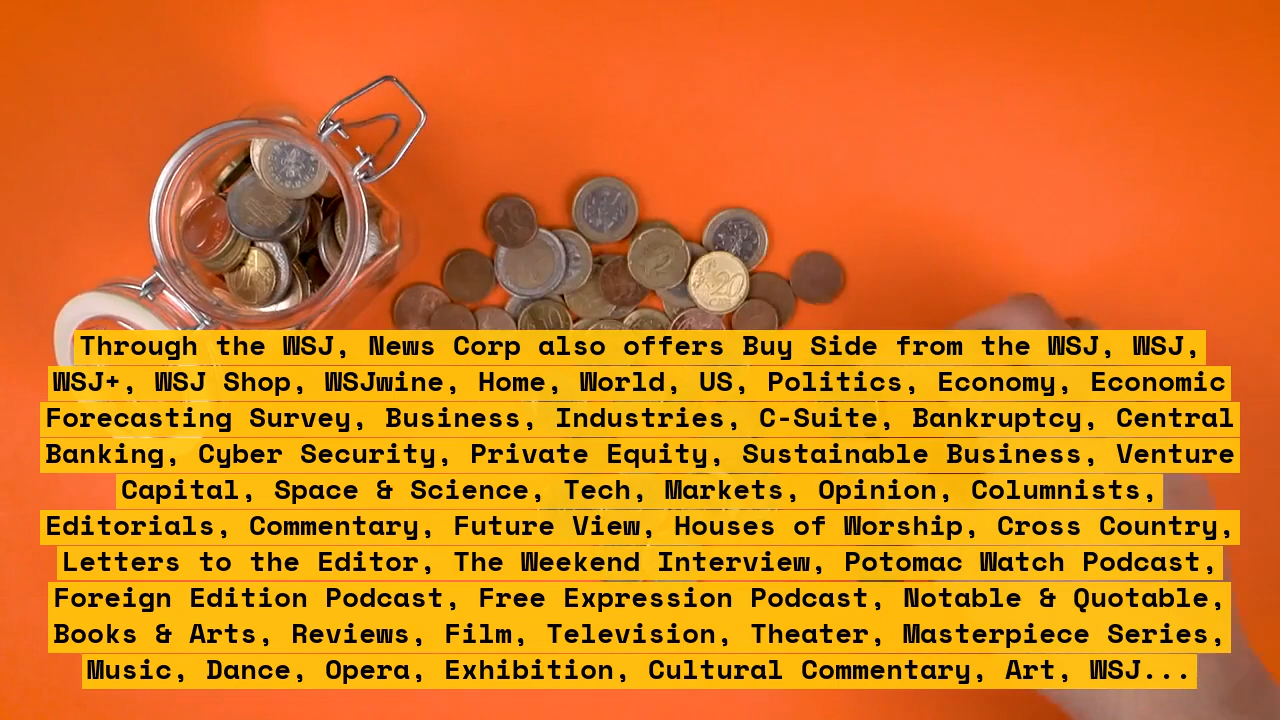 Through the WSJ, News Corp also offers Buy Side from the WSJ, WSJ,
WSJ+, WSJ Shop, WSJwine, Home, World, US, Politics, Economy, Economic
Forecasting Survey, Business, Industries, C-Suite, Bankruptcy, Central
Banking, Cyber Security, Private Equity, Sustainable Business, Venture
Capital, Space & Science, Tech, Markets, Opinion, Columnists,
Editorials, Commentary, Future View, Houses of Worship, Cross Country,
Letters to the Editor, The Weekend Interview, Potomac Watch Podcast,
Foreign Edition Podcast, Free Expression Podcast, Notable & Quotable,
Books & Arts, Reviews, Film, Television, Theater, Masterpiece Series,
Music, Dance, Opera, Exhibition, Cultural Commentary, Art, WSJ...